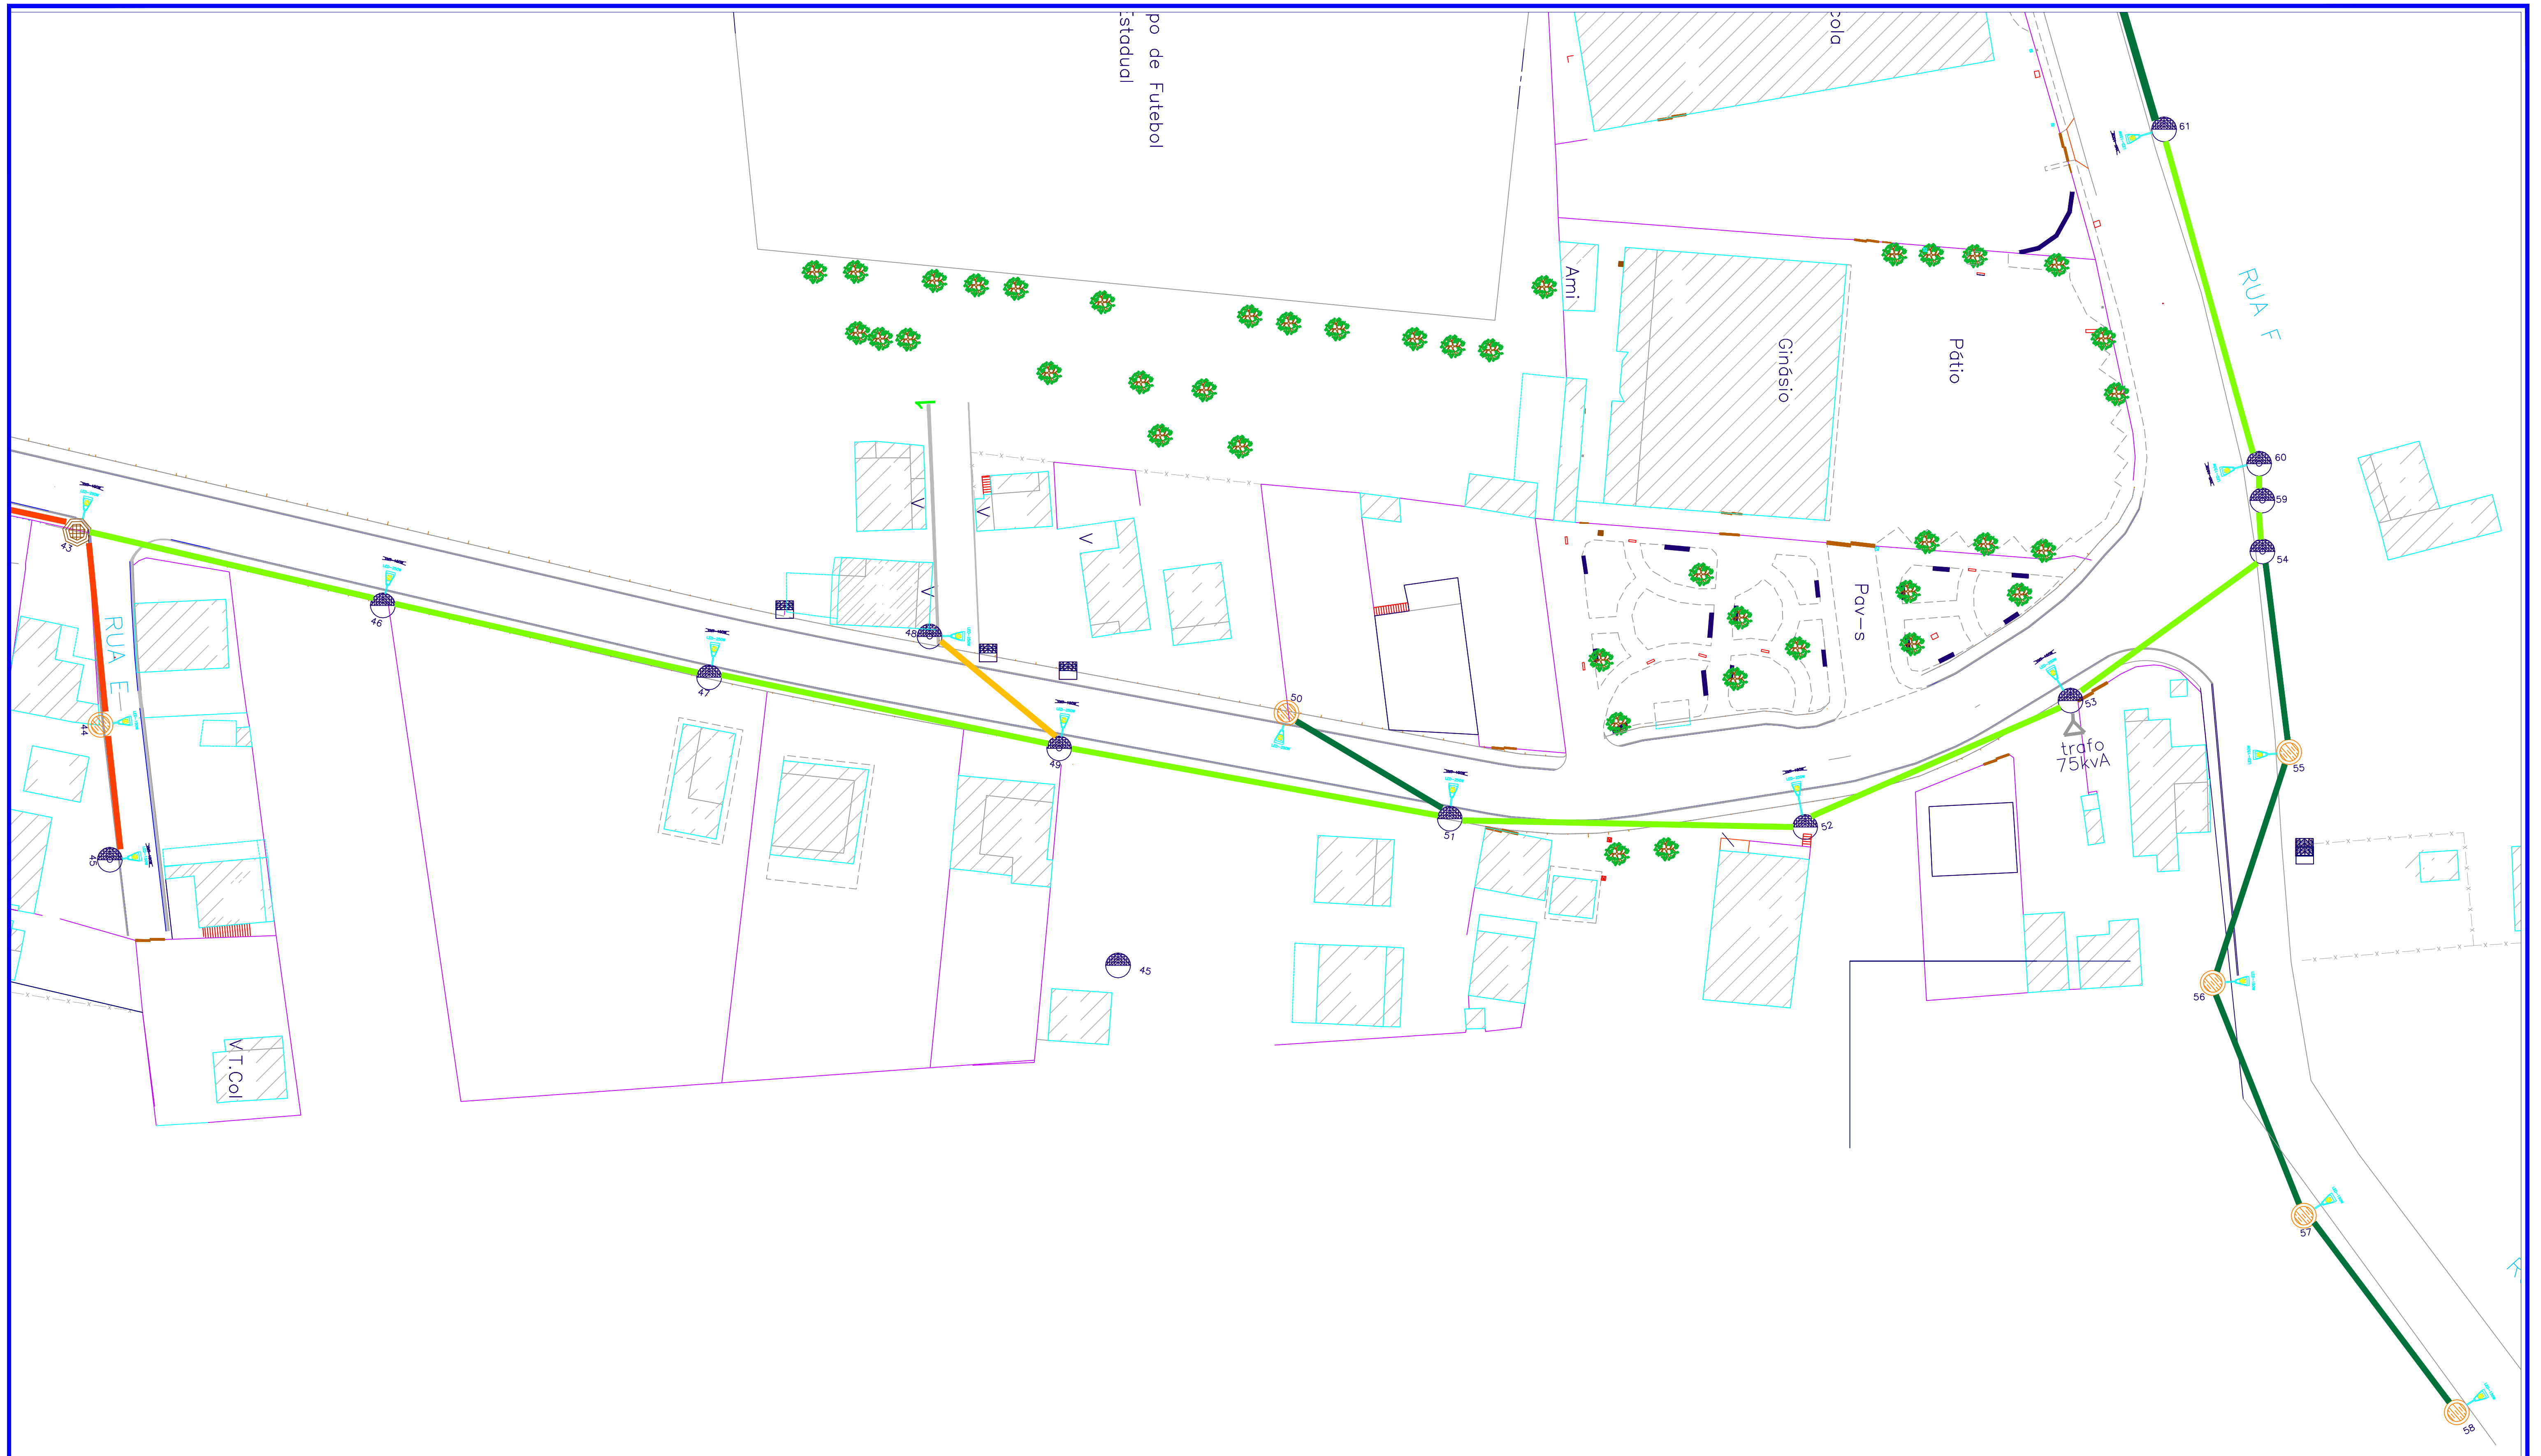 po de Futebol
Estadual
cola
61
RUA F
Ami
Ginásio
Pátio
60
59
54
43
46
V
V
V
V
48
47
49
50
Pav-s
53
trafo
75kvA
55
RUA E
44
45
51
52
45
56
V T.Col
57
58